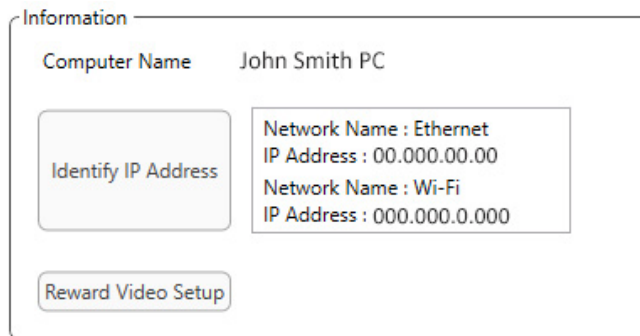 Information
Computer Name John Smith PC
Identify IP Address
Network Name : Ethernet
IP Address : 00.000.00.00
Network Name : Wi-Fi
IP Address : 000.000.0.000
Reward Video Setup